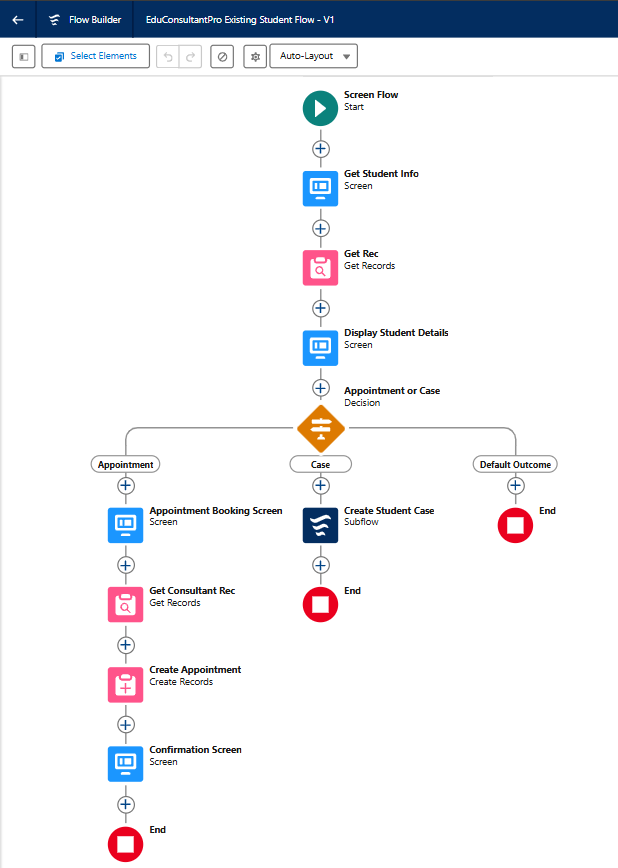 Flow Builder
EduConsultantPro Existing Student Flow - V1
Select Elements
Auto-Layout
Screen Flow
Start
Get Student Info
Screen
Get Rec
Get Records
Display Student Details
Screen
Appointment or Case
Decision
Appointment
Case
Default Outcome
Appointment Booking Screen
Screen
Create Student Case
Subflow
End
Get Consultant Rec
Get Records
End
Create Appointment
Create Records
Confirmation Screen
Screen
End